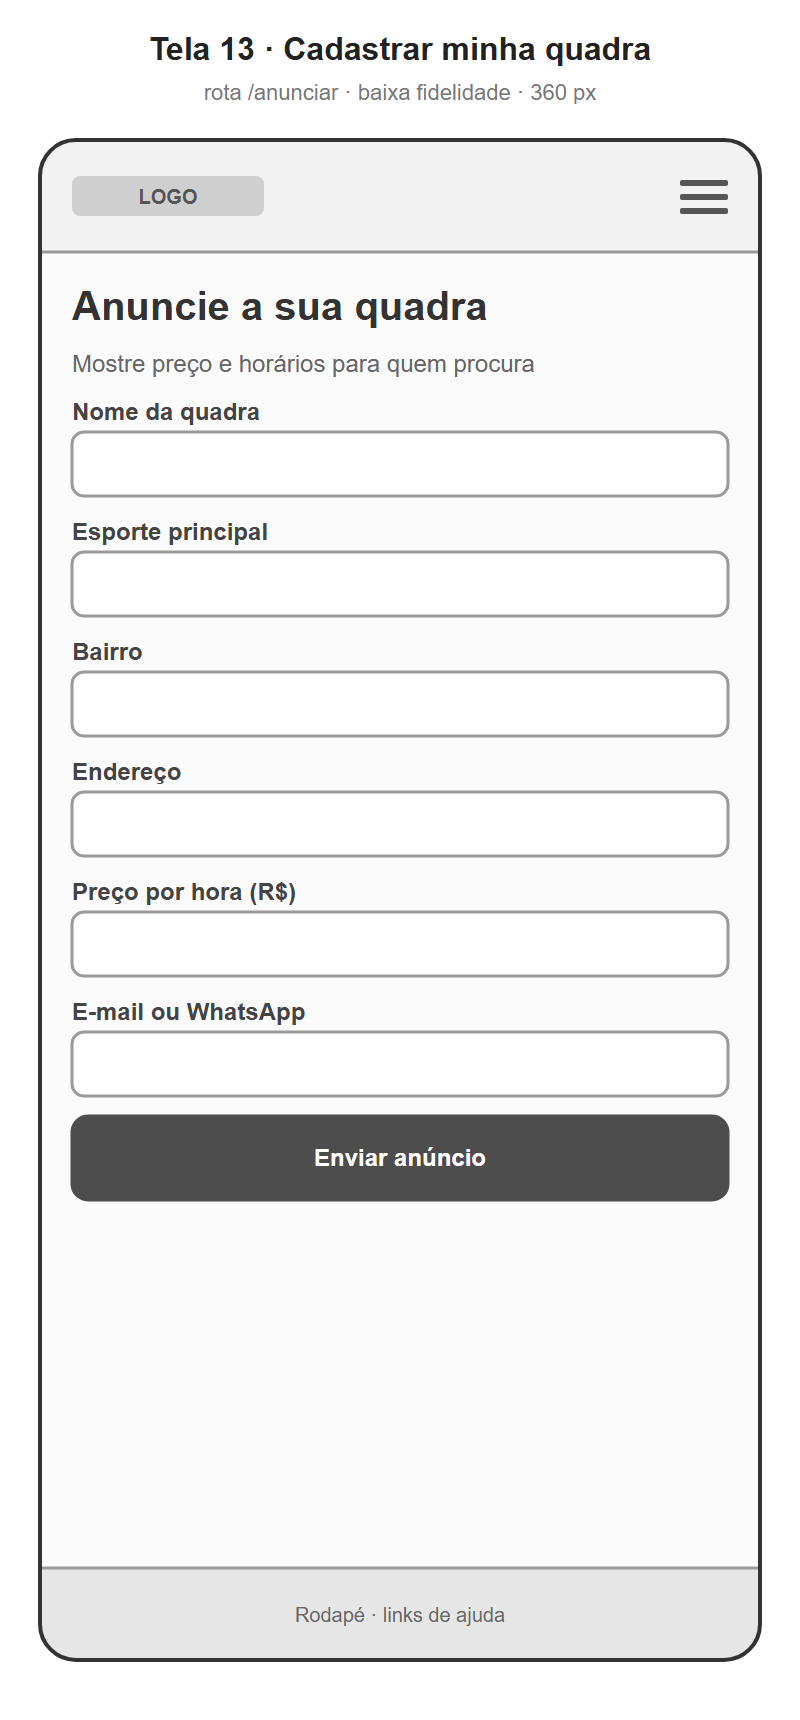 Tela 13 · Cadastrar minha quadra
rota /anunciar · baixa fidelidade · 360 px
LOGO
Anuncie a sua quadra
Mostre preço e horários para quem procura
Nome da quadra
Esporte principal
Bairro
Endereço
Preço por hora (R$)
E-mail ou WhatsApp
Enviar anúncio
Rodapé · links de ajuda